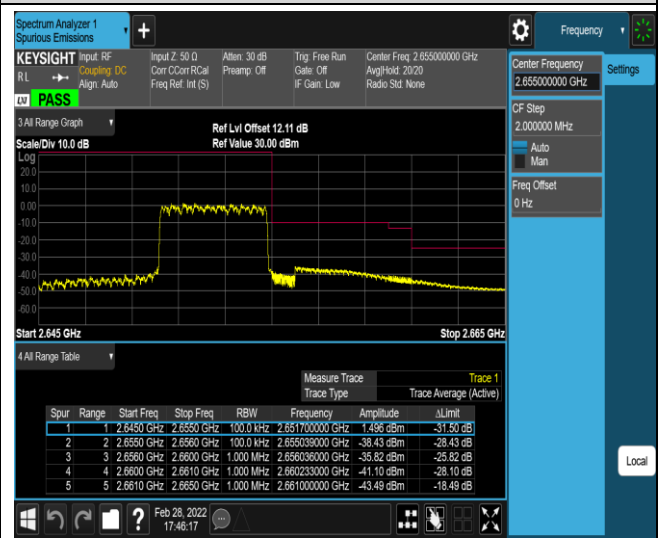 Spectrum Analyzer 1
Spurious Emissions
Frequency
KEYSIGHT
R L
LXI PASS
Input: RF
Coupling: DC
Align: Auto
Input Z: 50 Ω
Corr CCorr RCal
Freq Ref: Int (S)
Atten: 30 dB
Preamp: Off
Trig: Free Run
Gate: Off
IF Gain: Low
Center Freq: 2.655000000 GHz
Avg|Hold: 20/20
Radio Std: None
Center Frequency
2.655000000 GHz
Settings
CF Step
2.000000 MHz
Auto
Man
Freq Offset
0 Hz
3 All Range Graph
Scale/Div 10.0 dB
Ref Lvl Offset 12.11 dB
Ref Value 30.00 dBm
Log
20.0
10.0
0.00
-10.0
-20.0
-30.0
-40.0
-50.0
-60.0
Start 2.645 GHz
Stop 2.665 GHz
4 All Range Table
Measure Trace Trace 1
Trace Type Trace Average (Active)
Spur Range Start Freq Stop Freq RBW Frequency Amplitude ΔLimit
1 1 2.6450 GHz 2.6550 GHz 100.0 kHz 2.651700000 GHz 1.496 dBm -31.50 dB
2 2 2.6550 GHz 2.6560 GHz 100.0 kHz 2.655039000 GHz -38.43 dBm -28.43 dB
3 3 2.6560 GHz 2.6600 GHz 1.000 MHz 2.656036000 GHz -35.82 dBm -25.82 dB
4 4 2.6600 GHz 2.6610 GHz 1.000 MHz 2.660233000 GHz -41.10 dBm -28.10 dB
5 5 2.6610 GHz 2.6650 GHz 1.000 MHz 2.661000000 GHz -43.49 dBm -18.49 dB
Local
Feb 28, 2022
17:46:17